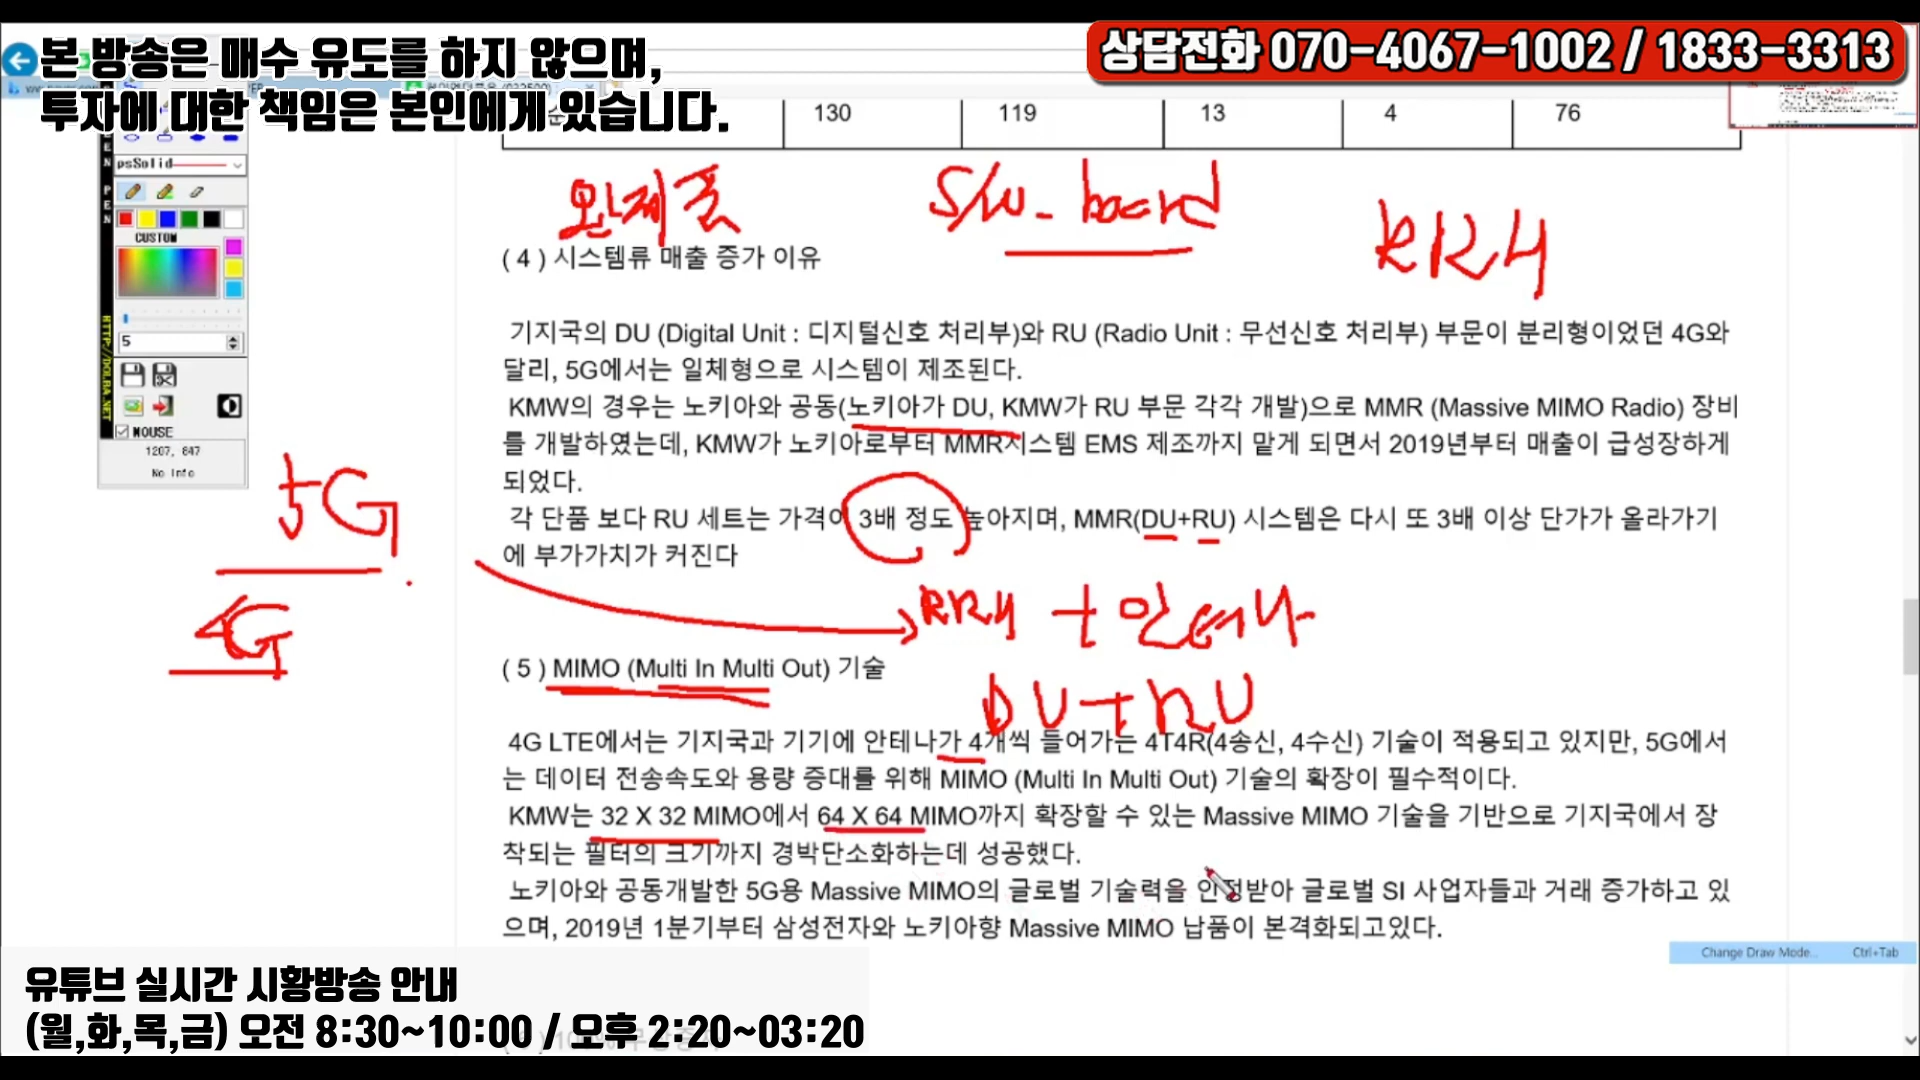 본 방송은 매수 유도를 하지 않으며,
투자에 대한 책임은 본인에게 있습니다.
상담전화 070-4067-1002 / 1833-3313
130 119 13 4 76
psSolid
CUSTOM
5
HTTP://DOLBA.NET
MOUSE
1207, 847
No Info
완제품 S/W- board RRH
( 4 ) 시스템류 매출 증가 이유
기지국의 DU (Digital Unit : 디지털신호 처리부)와 RU (Radio Unit : 무선신호 처리부) 부문이 분리형이었던 4G와
달리, 5G에서는 일체형으로 시스템이 제조된다.
KMW의 경우는 노키아와 공동(노키아가 DU, KMW가 RU 부문 각각 개발)으로 MMR (Massive MIMO Radio) 장비
를 개발하였는데, KMW가 노키아로부터 MMR시스템 EMS 제조까지 맡게 되면서 2019년부터 매출이 급성장하게
되었다.
각 단품 보다 RU 세트는 가격이 3배 정도 높아지며, MMR(DU+RU) 시스템은 다시 또 3배 이상 단가가 올라가기
에 부가가치가 커진다
5G
4G
RRH + 안테나
( 5 ) MIMO (Multi In Multi Out) 기술
DU+RU
4G LTE에서는 기지국과 기기에 안테나가 4개씩 들어가는 4T4R(4송신, 4수신) 기술이 적용되고 있지만, 5G에서
는 데이터 전송속도와 용량 증대를 위해 MIMO (Multi In Multi Out) 기술의 확장이 필수적이다.
KMW는 32 X 32 MIMO에서 64 X 64 MIMO까지 확장할 수 있는 Massive MIMO 기술을 기반으로 기지국에서 장
착되는 필터의 크기까지 경박단소화하는데 성공했다.
노키아와 공동개발한 5G용 Massive MIMO의 글로벌 기술력을 인정받아 글로벌 SI 사업자들과 거래 증가하고 있
으며, 2019년 1분기부터 삼성전자와 노키아향 Massive MIMO 납품이 본격화되고있다.
Change Draw Mode... Ctrl+Tab
유튜브 실시간 시황방송 안내
(월,화,목,금) 오전 8:30~10:00 / 오후 2:20~03:20